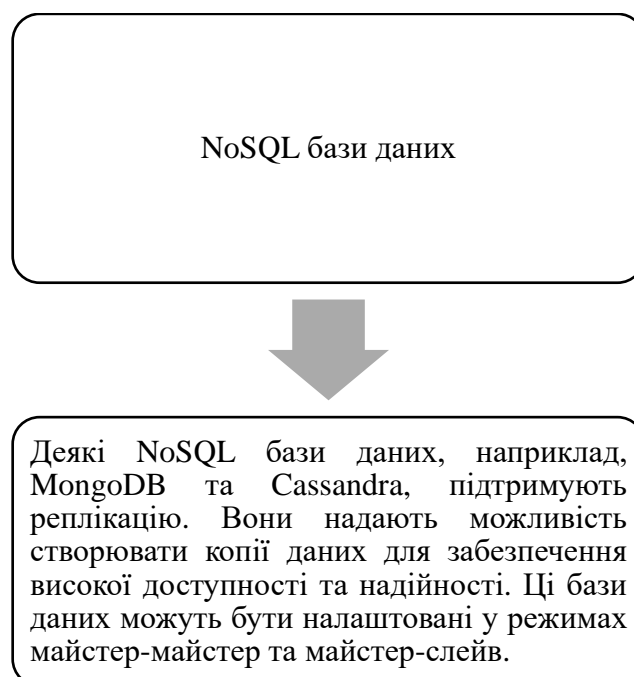 NoSQL бази даних
Деякі NoSQL бази даних, наприклад,
MongoDB та Cassandra, підтримують
реплікацію. Вони надають можливість
створювати копії даних для забезпечення
високої доступності та надійності. Ці бази
даних можуть бути налаштовані у режимах
майстер-майстер та майстер-слейв.